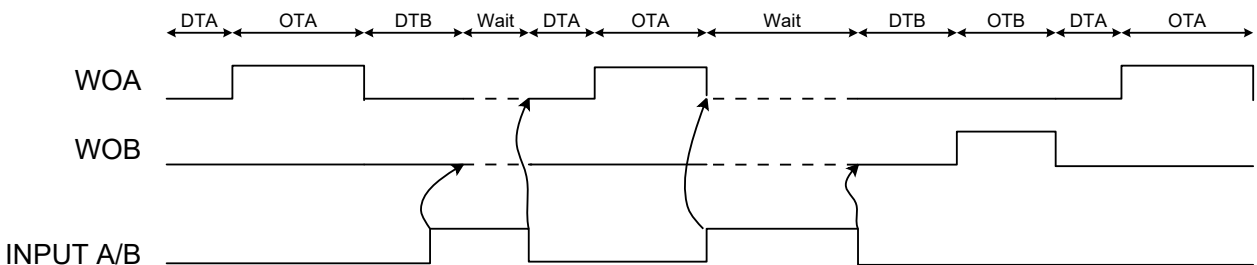 DTA OTA DTB Wait DTA OTA Wait DTB OTB DTA OTA
WOA
WOB
INPUT A/B